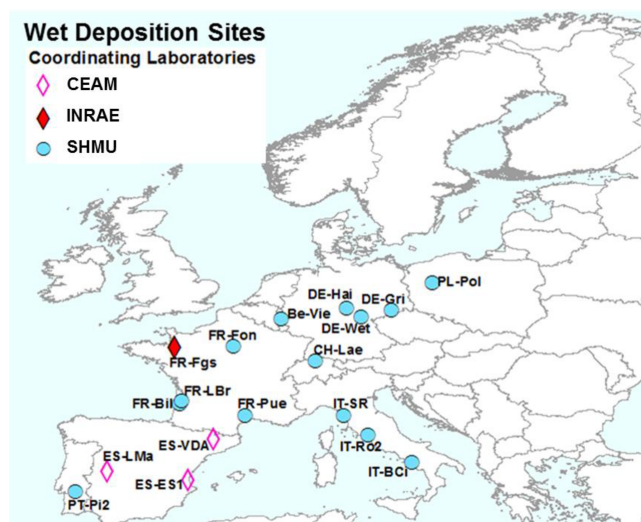 Wet Deposition Sites
Coordinating Laboratories
CEAM
INRAE
SHMU
PL-Pol
DE-Hai
DE-Gri
Be-Vie
DE-Wet
FR-Fon
CH-Lae
FR-Fgs
FR-LBr
FR-Bil
FR-Pue
IT-SR
ES-VDA
IT-Ro2
ES-LMa
IT-BCi
ES-ES1
PT-Pi2